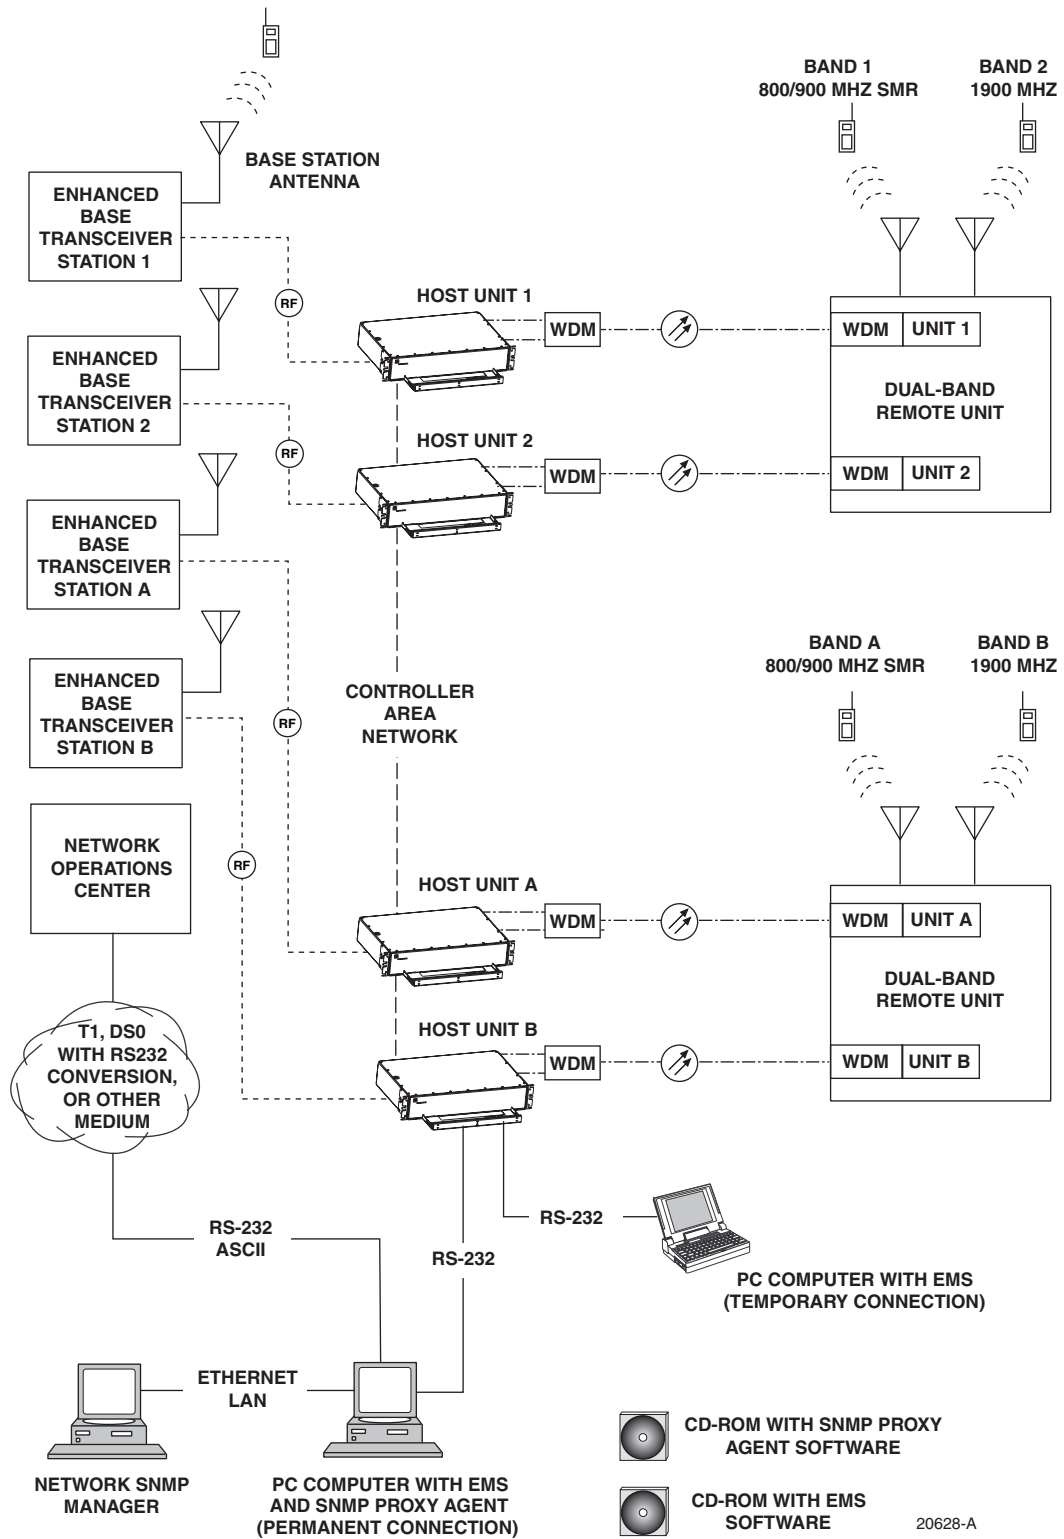 BAND 1
800/900 MHZ SMR
BAND 2
1900 MHZ
BASE STATION
ANTENNA
ENHANCED
BASE
TRANSCEIVER
STATION 1
RF
HOST UNIT 1
WDM
WDM
UNIT 1
DUAL-BAND
REMOTE UNIT
ENHANCED
BASE
TRANSCEIVER
STATION 2
RF
HOST UNIT 2
WDM
WDM
UNIT 2
ENHANCED
BASE
TRANSCEIVER
STATION A
ENHANCED
BASE
TRANSCEIVER
STATION B
RF
CONTROLLER
AREA
NETWORK
BAND A
800/900 MHZ SMR
BAND B
1900 MHZ
NETWORK
OPERATIONS
CENTER
RF
HOST UNIT A
WDM
WDM
UNIT A
DUAL-BAND
REMOTE UNIT
HOST UNIT B
WDM
WDM
UNIT B
T1, DS0
WITH RS232
CONVERSION,
OR OTHER
MEDIUM
RS-232
ASCII
RS-232
RS-232
PC COMPUTER WITH EMS
(TEMPORARY CONNECTION)
ETHERNET
LAN
NETWORK SNMP
MANAGER
PC COMPUTER WITH EMS
AND SNMP PROXY AGENT
(PERMANENT CONNECTION)
CD-ROM WITH SNMP PROXY
AGENT SOFTWARE
CD-ROM WITH EMS
SOFTWARE
20628-A